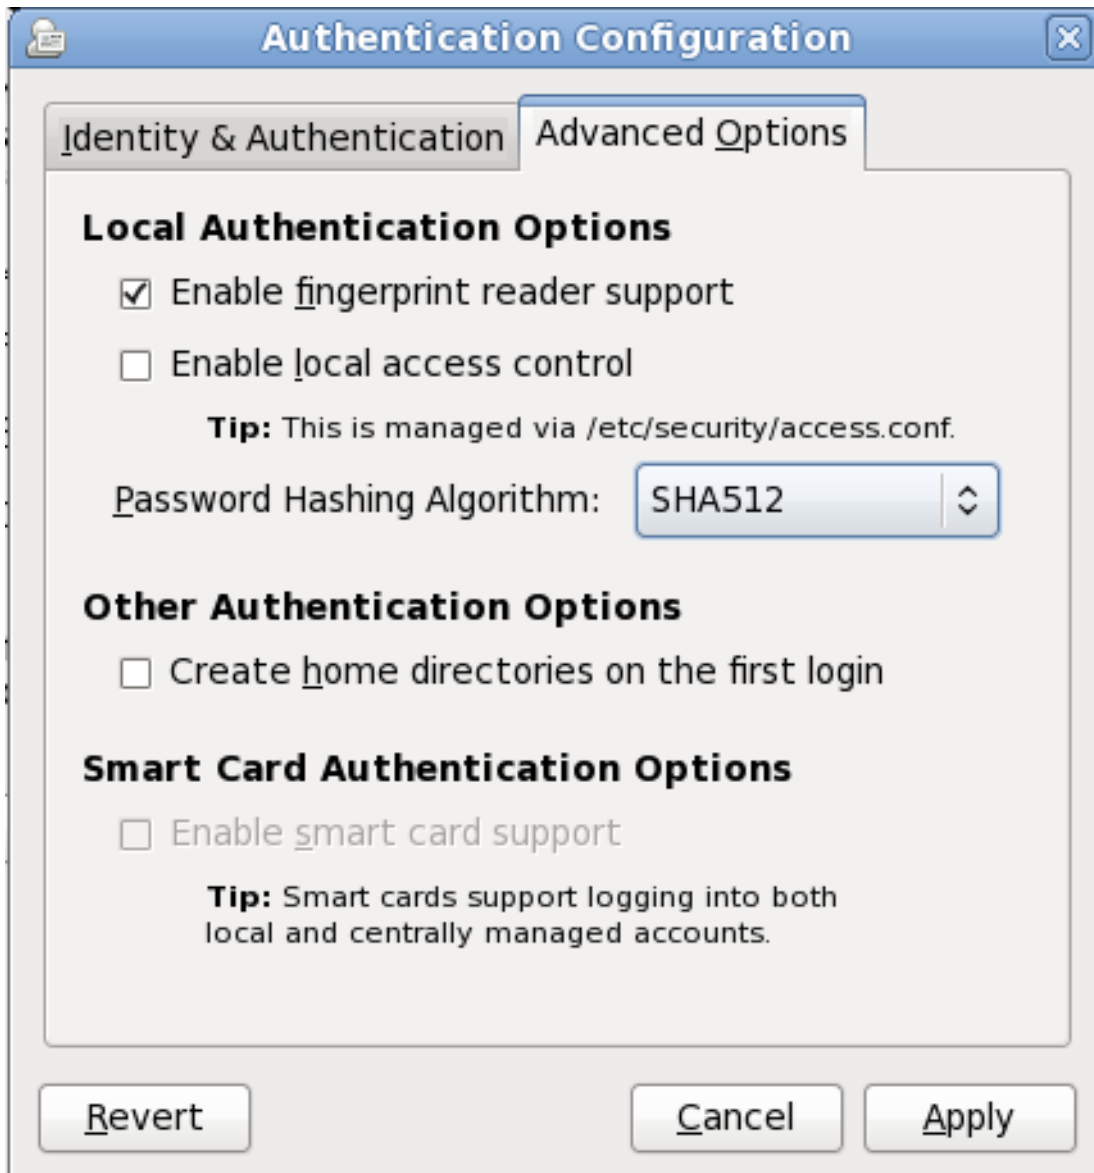 Authentication Configuration
Identity & Authentication
Advanced Options
Local Authentication Options
Enable fingerprint reader support
Enable local access control
Tip: This is managed via /etc/security/access.conf.
Password Hashing Algorithm: SHA512
Other Authentication Options
Create home directories on the first login
Smart Card Authentication Options
Enable smart card support
Tip: Smart cards support logging into both
local and centrally managed accounts.
Revert
Cancel
Apply